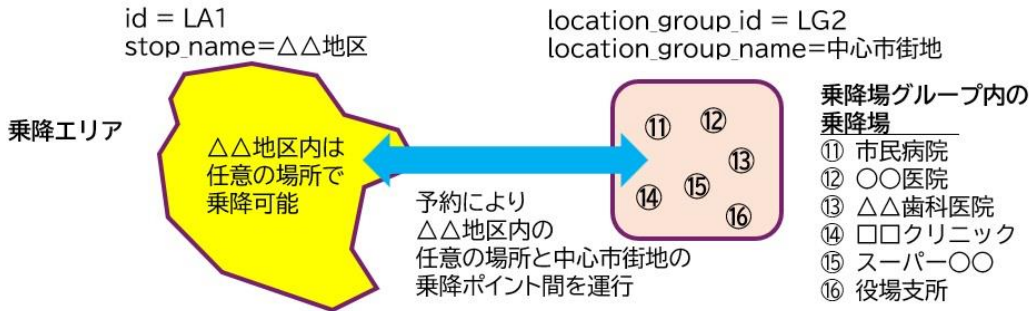 id = LA1
stop_name=△△地区
location_group_id = LG2
location_group_name=中心市街地
乗降エリア
△△地区内は
任意の場所で
乗降可能
予約により
△△地区内の
任意の場所と中心市街地の
乗降ポイント間を運行
⑪
⑫
⑬
⑭
⑮
⑯
乗降場グループ内の
乗降場
⑪ 市民病院
⑫ ○○医院
⑬ △△歯科医院
⑭ □□クリニック
⑮ スーパー○○
⑯ 役場支所